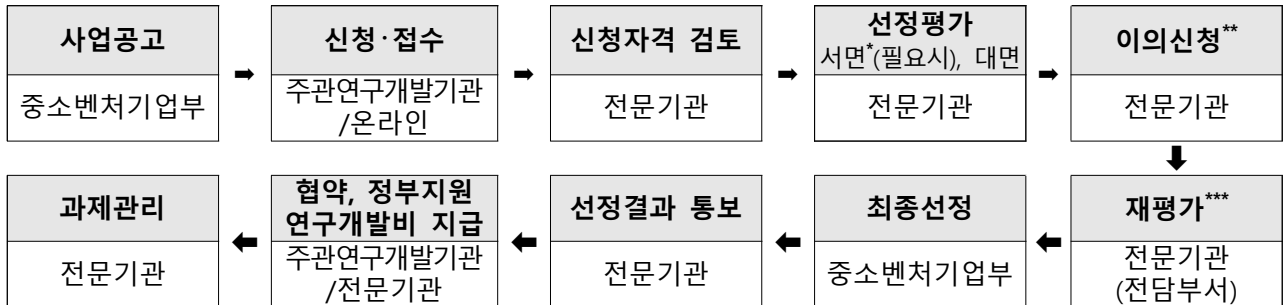 사업공고
중소벤처기업부
➡
신청·접수
주관연구개발기관
/온라인
➡
신청자격 검토
전문기관
➡
선정평가
서면*(필요시), 대면
전문기관
➡
이의신청**
전문기관
⬇
재평가***
전문기관
(전담부서)
⬅
최종선정
중소벤처기업부
⬅
선정결과 통보
전문기관
⬅
협약, 정부지원
연구개발비 지급
주관연구개발기관
/전문기관
⬅
과제관리
전문기관